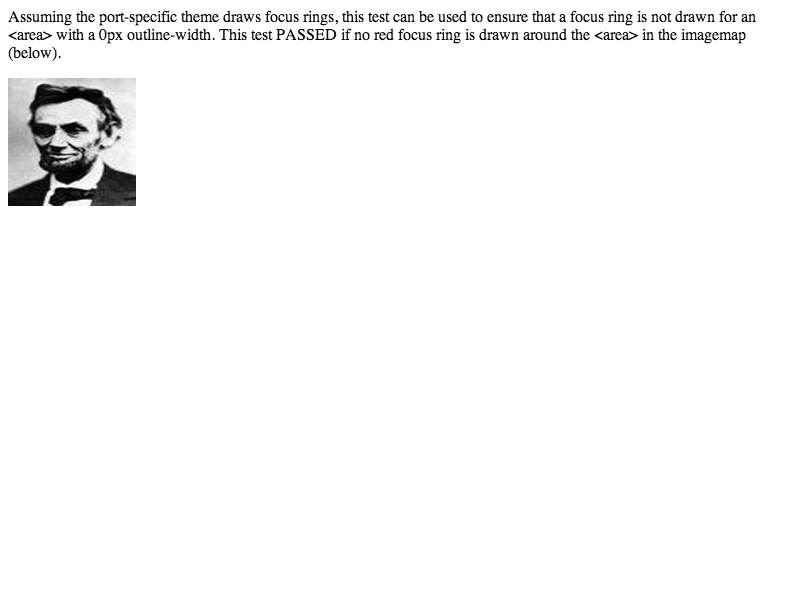 Assuming the port-specific theme draws focus rings, this test can be used to ensure that a focus ring is not drawn for an
<area> with a 0px outline-width. This test PASSED if no red focus ring is drawn around the <area> in the imagemap
(below).